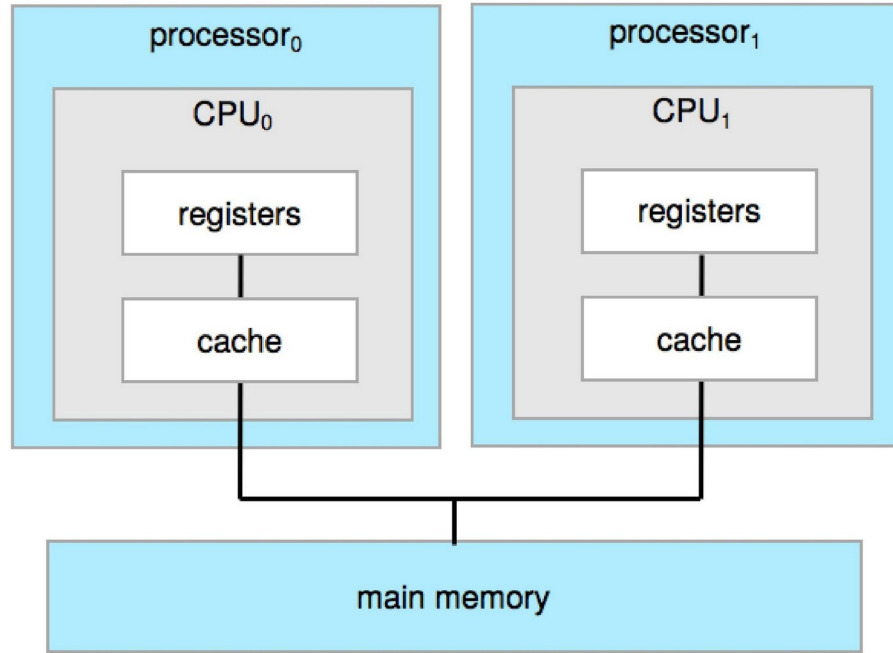 processor₀
processor₁
CPU₀
CPU₁
registers
registers
cache
cache
main memory